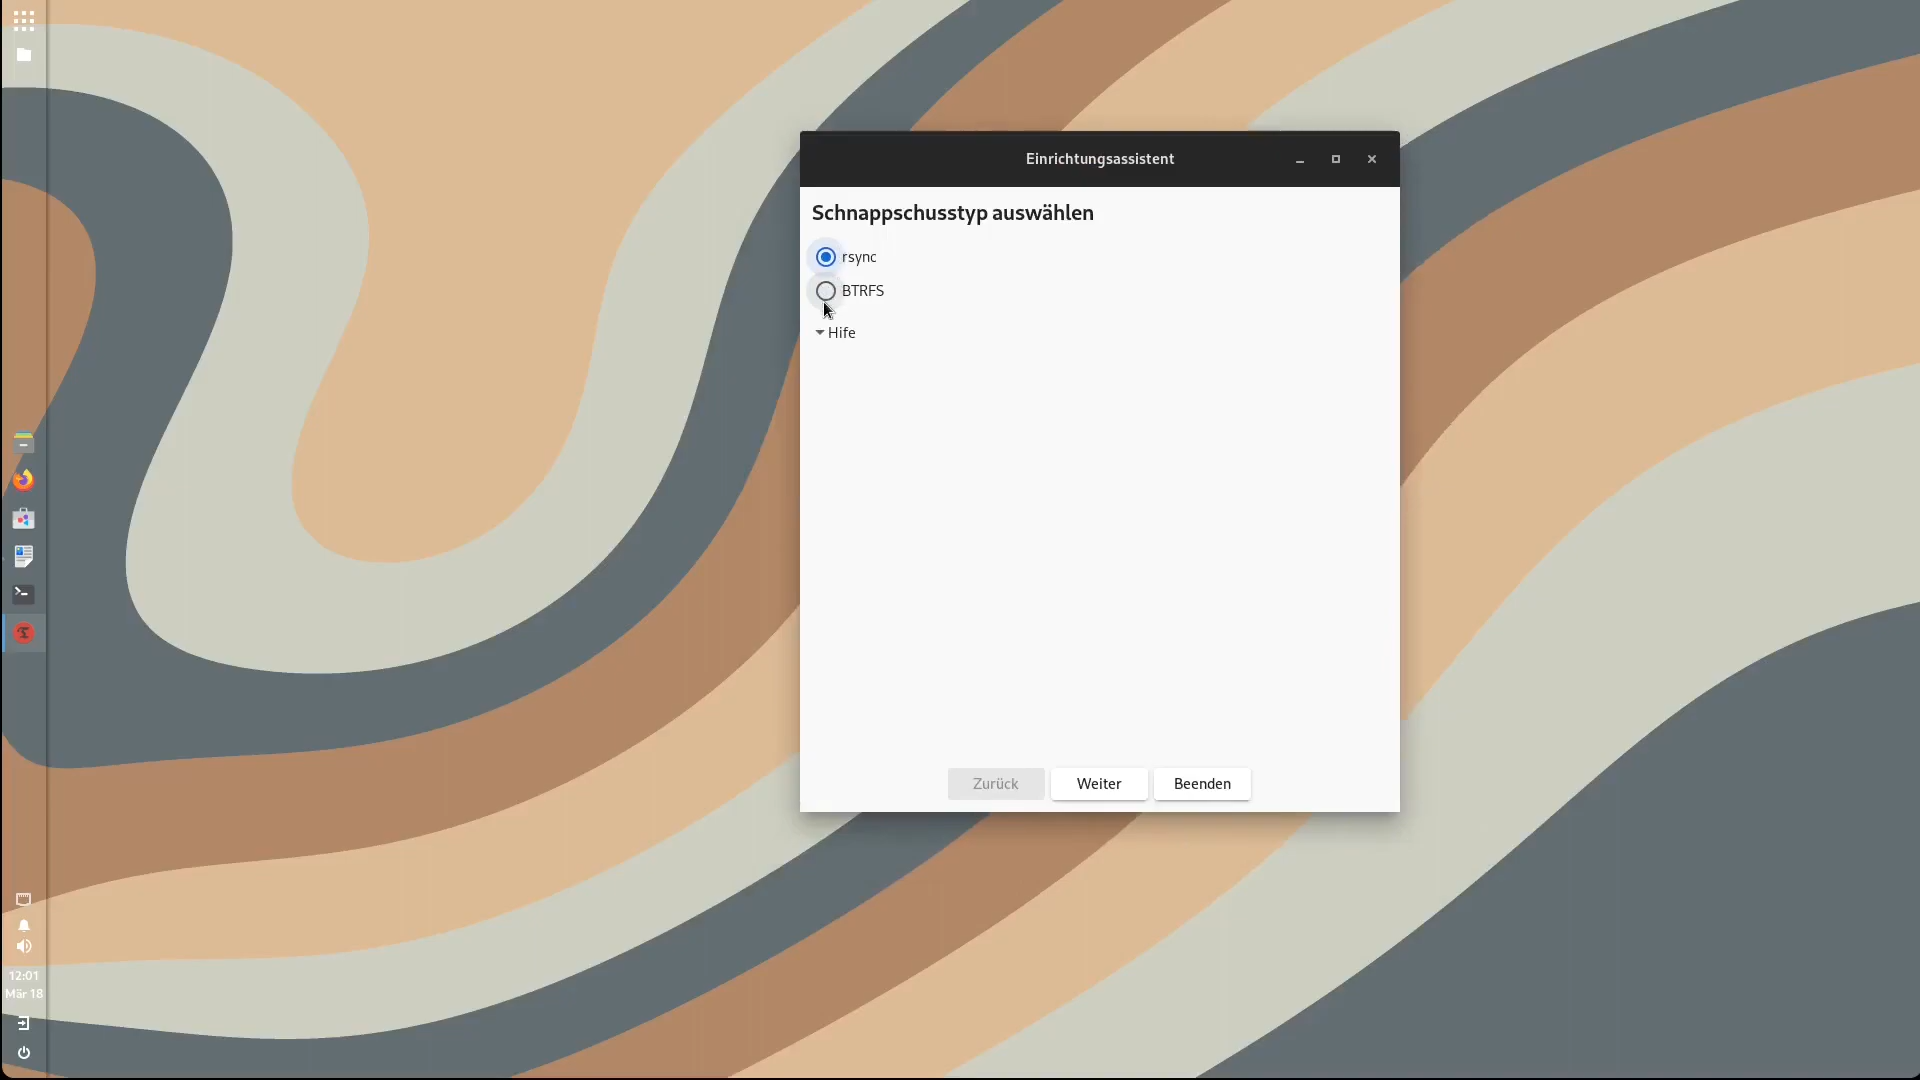 Einrichtungsassistent
Schnappschusstyp auswählen
rsync
BTRFS
Hife
Zurück
Weiter
Beenden
12:01
Mär 18